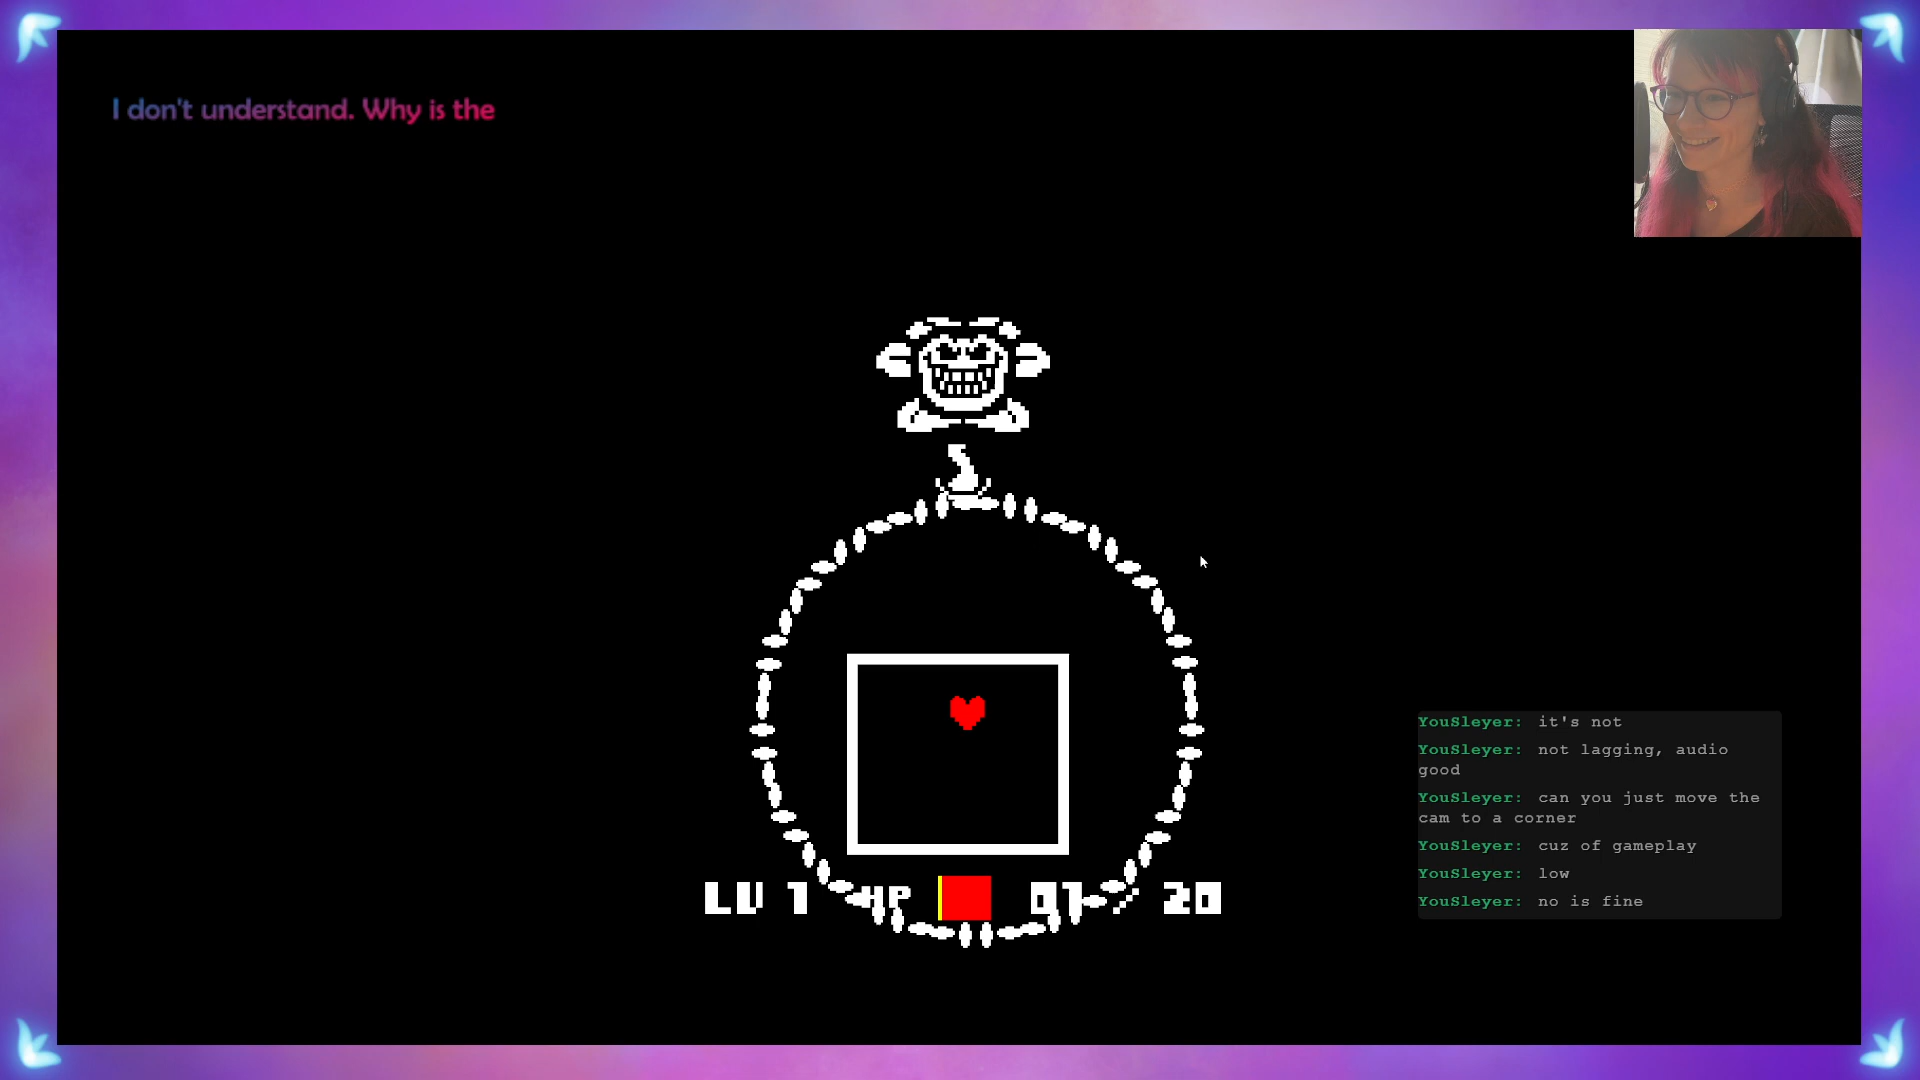 I don't understand. Why is the
LV 1 HP 01 / 20
YouSleyer: it's not
YouSleyer: not lagging, audio
good
YouSleyer: can you just move the
cam to a corner
YouSleyer: cuz of gameplay
YouSleyer: low
YouSleyer: no is fine